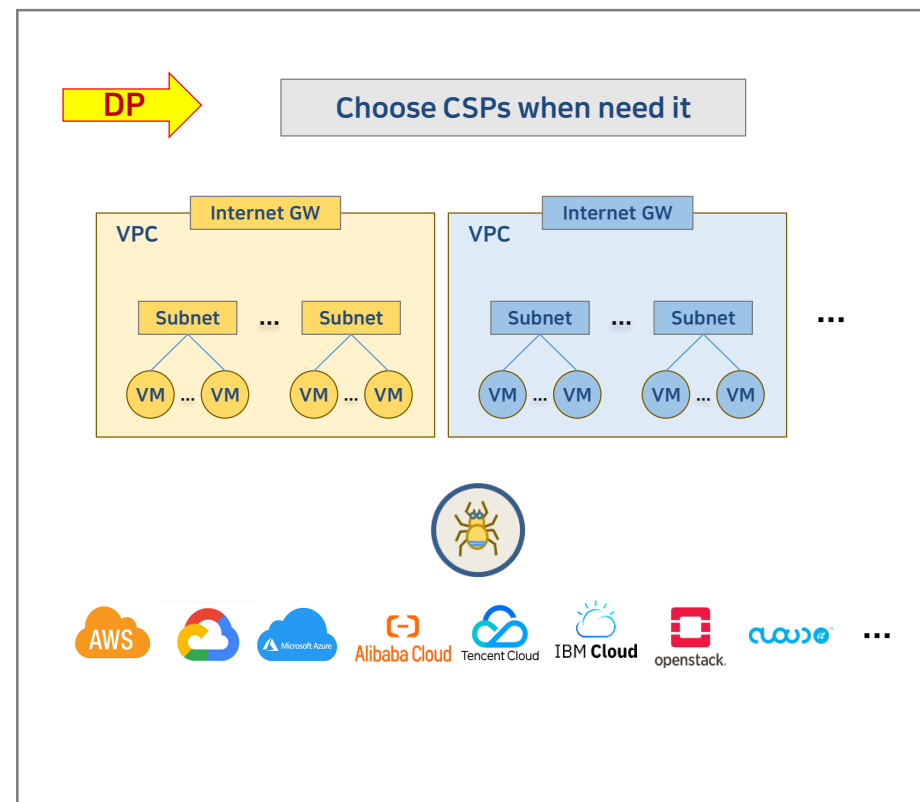 DP
Choose CSPs when need it
Internet GW
Internet GW
VPC
VPC
Subnet ... Subnet
Subnet ... Subnet
...
VM ... VM
VM ... VM
VM ... VM
VM ... VM
AWS
Microsoft Azure
Alibaba Cloud
Tencent Cloud
IBM Cloud
openstack.
cloudit
...